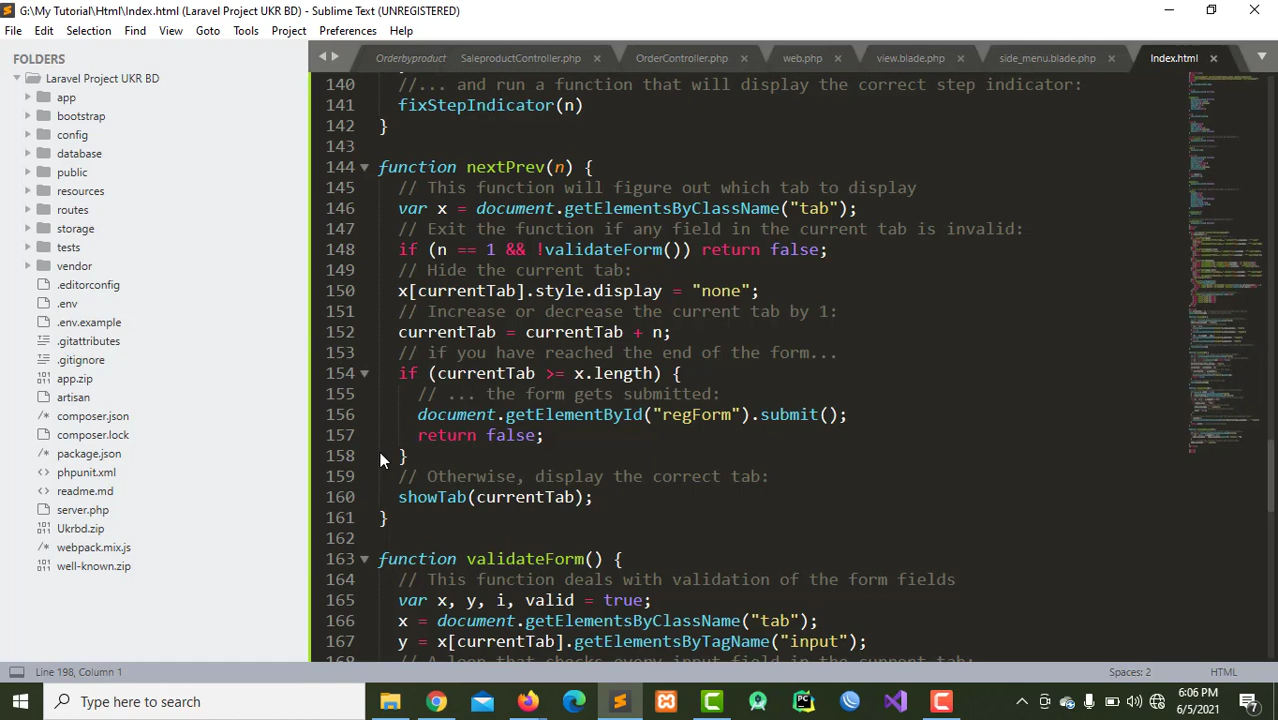 G:\My Tutorial\Html\Index.html (Laravel Project UKR BD) - Sublime Text (UNREGISTERED)
File Edit Selection Find View Goto Tools Project Preferences Help
FOLDERS
Laravel Project UKR BD
app
bootstrap
config
database
public
resources
routes
storage
tests
vendor
.editorconfig
.env
.env.example
.gitattributes
.gitignore
app.zip
artisan
composer.json
composer.lock
package.json
phpunit.xml
readme.md
server.php
Ukrbd.zip
webpack.mix.js
well-known.zip
Orderbyproduct SaleproductController.php OrderController.php web.php view.blade.php side_menu.blade.php Index.html
140 //... and run a function that will display the correct step indicator:
141 fixStepIndicator(n)
142 }
143
144 function nextPrev(n) {
145 // This function will figure out which tab to display
146 var x = document.getElementsByClassName("tab");
147 // Exit the function if any field in the current tab is invalid:
148 if (n == 1 && !validateForm()) return false;
149 // Hide the current tab:
150 x[currentTab].style.display = "none";
151 // Increase or decrease the current tab by 1:
152 currentTab = currentTab + n;
153 // if you have reached the end of the form...
154 if (currentTab >= x.length) {
155 // ... the form gets submitted:
156 document.getElementById("regForm").submit();
157 return false;
158 }
159 // Otherwise, display the correct tab:
160 showTab(currentTab);
161 }
162
163 function validateForm() {
164 // This function deals with validation of the form fields
165 var x, y, i, valid = true;
166 x = document.getElementsByClassName("tab");
167 y = x[currentTab].getElementsByTagName("input");
168 // A loop that checks every input field in the current tab:
Line 198, Column 1 Spaces: 2 HTML
Type here to search
6:06 PM
6/5/2021
7